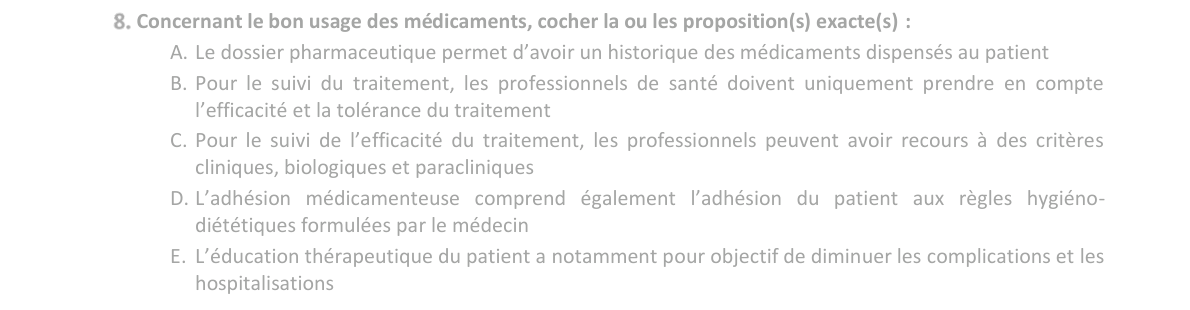 8. Concernant le bon usage des médicaments, cocher la ou les proposition(s) exacte(s) :
A. Le dossier pharmaceutique permet d’avoir un historique des médicaments dispensés au patient
B. Pour le suivi du traitement, les professionnels de santé doivent uniquement prendre en compte
l’efficacité et la tolérance du traitement
C. Pour le suivi de l’efficacité du traitement, les professionnels peuvent avoir recours à des critères
cliniques, biologiques et paracliniques
D. L’adhésion médicamenteuse comprend également l’adhésion du patient aux règles hygiéno-
diététiques formulées par le médecin
E. L’éducation thérapeutique du patient a notamment pour objectif de diminuer les complications et les
hospitalisations